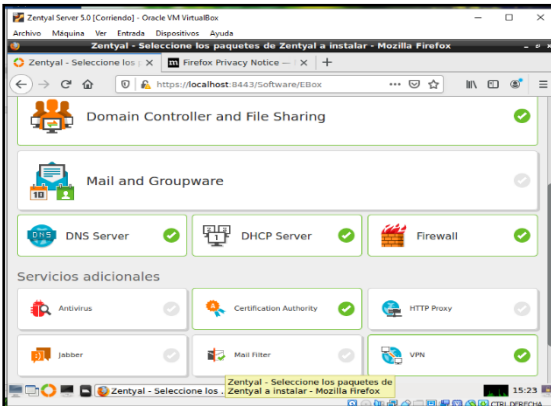 Zentyal Server 5.0 [Corriendo] - Oracle VM VirtualBox
Archivo Máquina Ver Entrada Dispositivos Ayuda
Zentyal - Seleccione los paquetes de Zentyal a instalar - Mozilla Firefox
Zentyal - Seleccione los p X Firefox Privacy Notice — X +
https://localhost:8443/Software/EBox
Domain Controller and File Sharing
10 Mail and Groupware
DNS DNS Server 1 DHCP Server Firewall
Servicios adicionales
Antivirus Certification Authority HTTP Proxy
Jabber Mail Filter VPN
Zentyal - Seleccione los paquetes de
Zentyal a instalar - Mozilla Firefox
Zentyal - Seleccione los .. 15:23
CTRL DERECHA